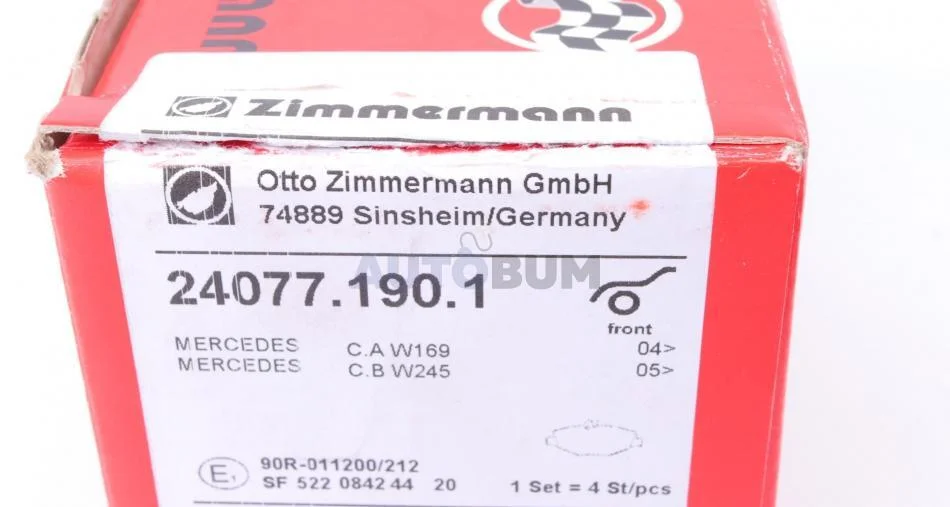 Zimmermann
Otto Zimmermann GmbH
74889 Sinsheim/Germany
AUTOBUM
24077.190.1
front
MERCEDES C.A W169 04>
MERCEDES C.B W245 05>
E1 90R-011200/212
SF 522 0842 44 20 1 Set = 4 St/pcs